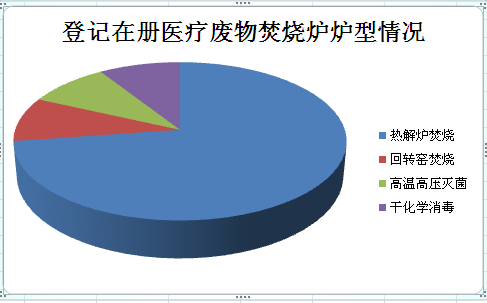 登记在册医疗废物焚烧炉炉型情况
热解炉焚烧
回转窑焚烧
高温高压灭菌
干化学消毒